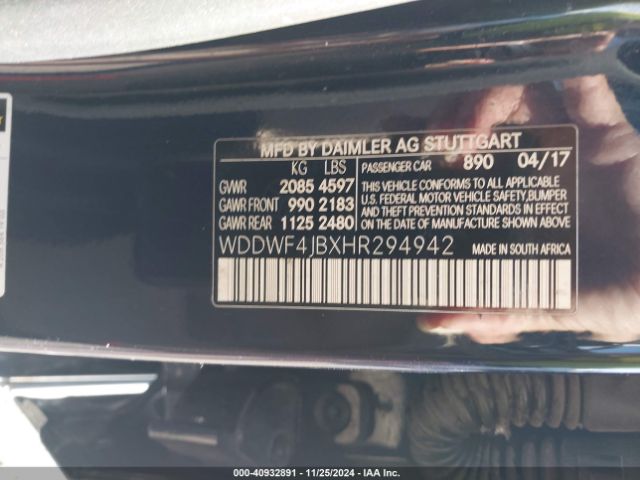 MFD BY DAIMLER AG STUTTGART
KG LBS
GVWR 2085 4597
GAWR FRONT 990 2183
GAWR REAR 1125 2480
PASSENGER CAR 890 04/17
THIS VEHICLE CONFORMS TO ALL APPLICABLE
U.S. FEDERAL MOTOR VEHICLE SAFETY, BUMPER
AND THEFT PREVENTION STANDARDS IN EFFECT
ON THE DATE OF MANUFACTURE SHOWN ABOVE
WDDWF4JBXHR294942 MADE IN SOUTH AFRICA
000-40932891 - 11/25/2024 - IAA Inc.